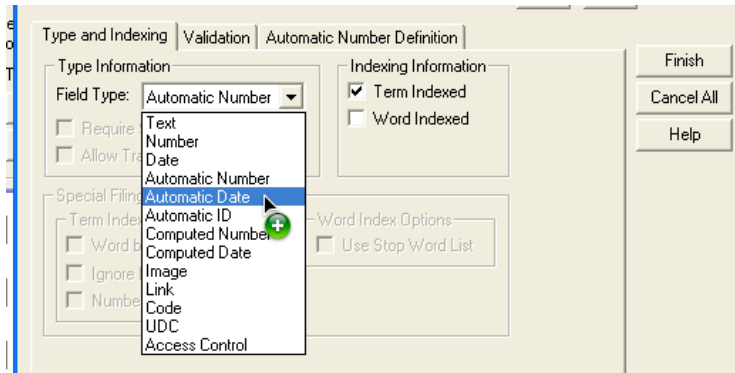 Type and Indexing Validation Automatic Number Definition
Type Information
Field Type: Automatic Number
Require
Allow
Text
Number
Date
Automatic Number
Automatic Date
Automatic ID
Computed Number
Computed Date
Image
Link
Code
UDC
Access Control
Indexing Information
Term Indexed
Word Indexed
Special Filing
Term Index
Word
Ignore
Word Index Options
Use Stop Word List
Finish
Cancel All
Help